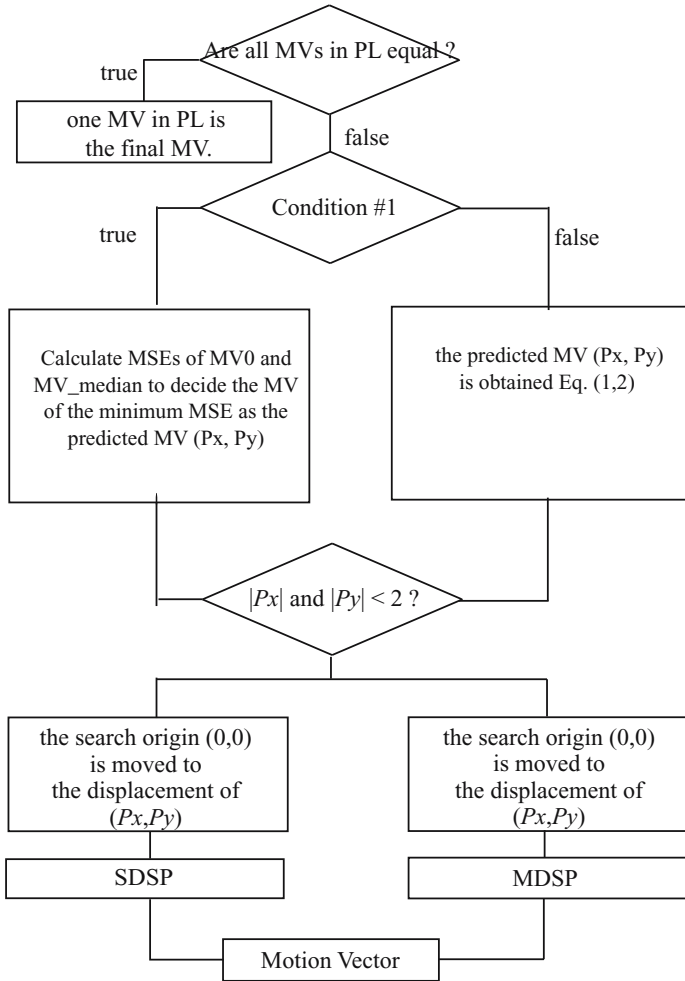 Are all MVs in PL equal ?
true
one MV in PL is
the final MV.
false
Condition #1
true
false
Calculate MSEs of MV0 and
MV_median to decide the MV
of the minimum MSE as the
predicted MV (Px, Py)
the predicted MV (Px, Py)
is obtained Eq. (1,2)
|Px| and |Py| < 2 ?
the search origin (0,0)
is moved to
the displacement of
(Px,Py)
the search origin (0,0)
is moved to
the displacement of
(Px,Py)
SDSP
MDSP
Motion Vector